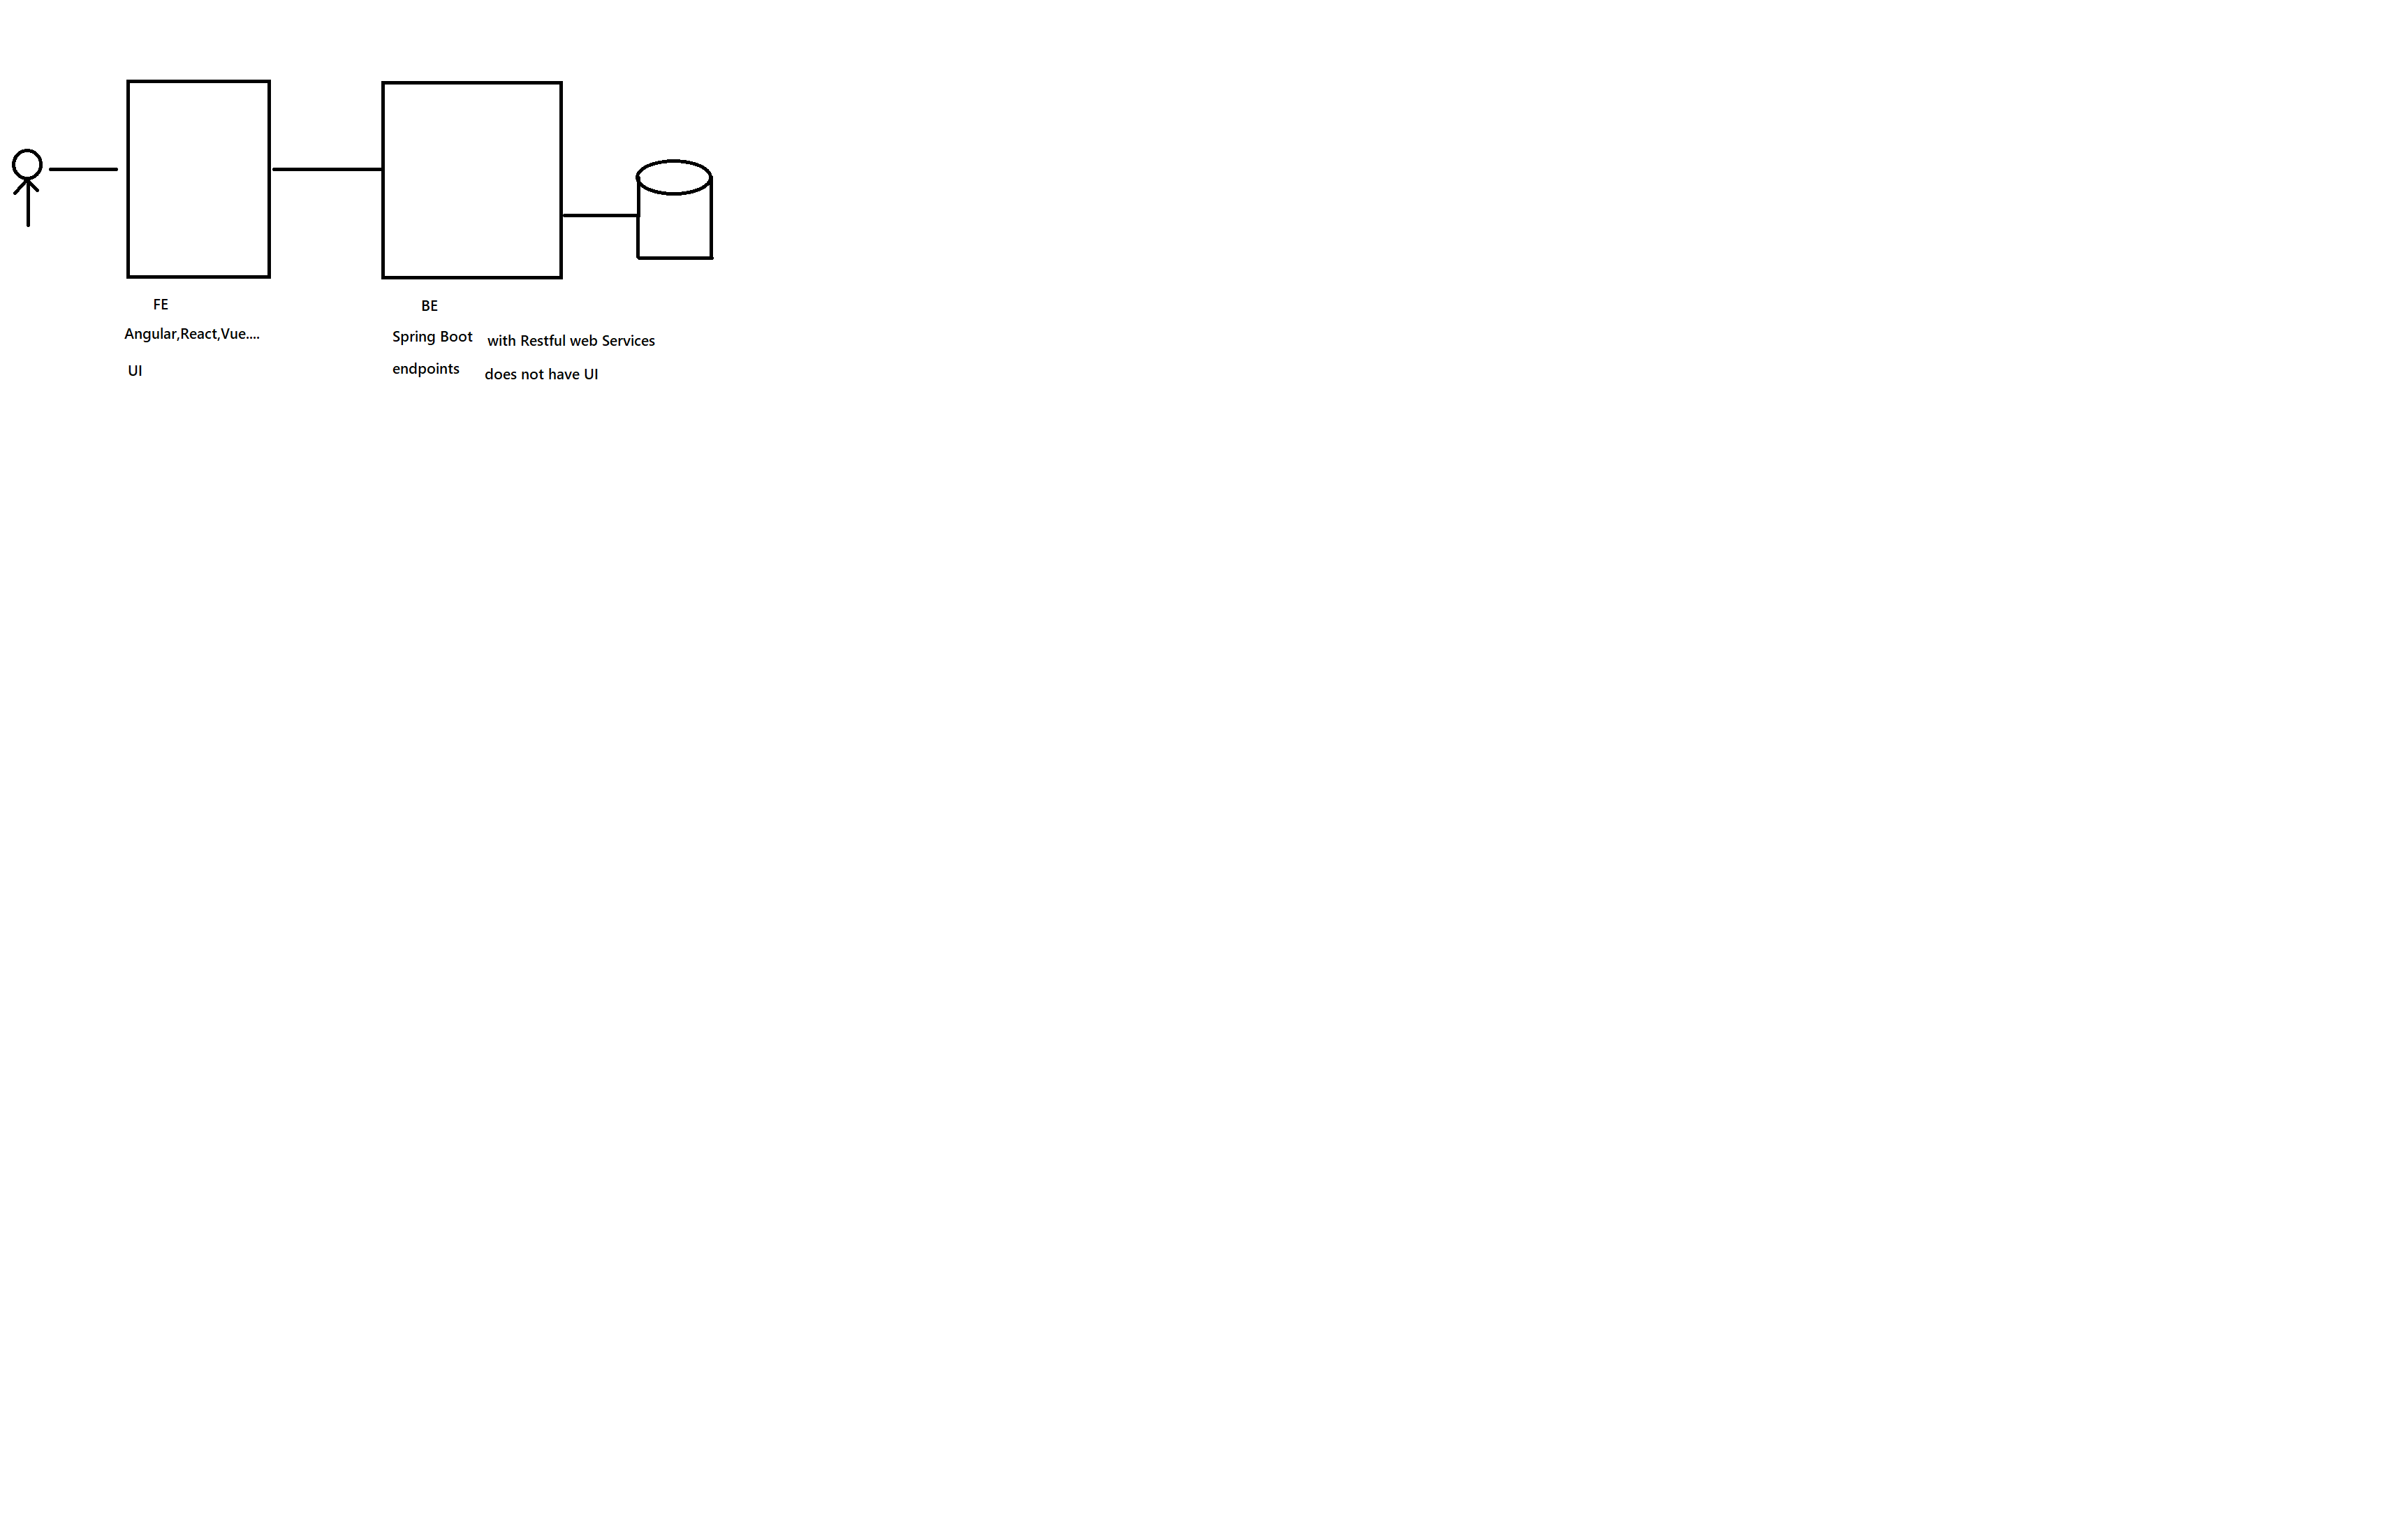 FE
Angular,React,Vue....
UI
BE
Spring Boot with Restful web Services
endpoints does not have UI